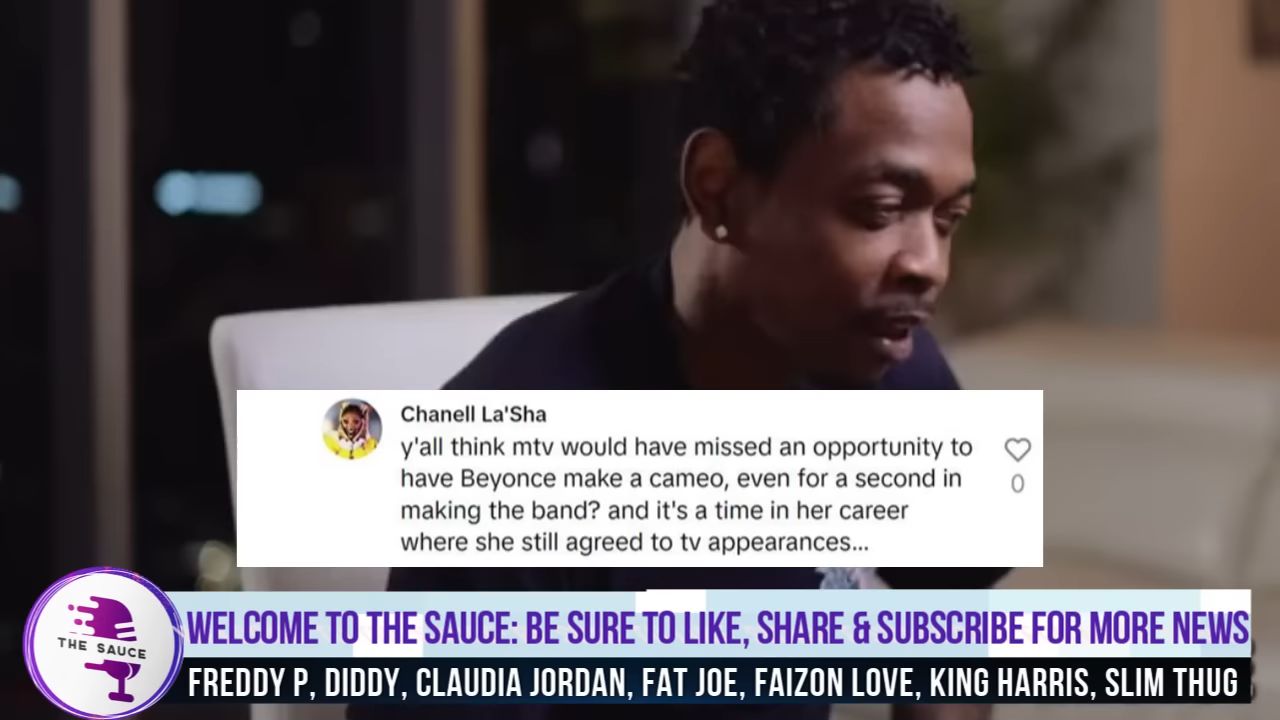 Chanell La'Sha
y'all think mtv would have missed an opportunity to
have Beyonce make a cameo, even for a second in
making the band? and it's a time in her career
where she still agreed to tv appearances...
0
THE SAUCE
WELCOME TO THE SAUCE: BE SURE TO LIKE, SHARE & SUBSCRIBE FOR MORE NEWS
FREDDY P, DIDDY, CLAUDIA JORDAN, FAT JOE, FAIZON LOVE, KING HARRIS, SLIM THUG